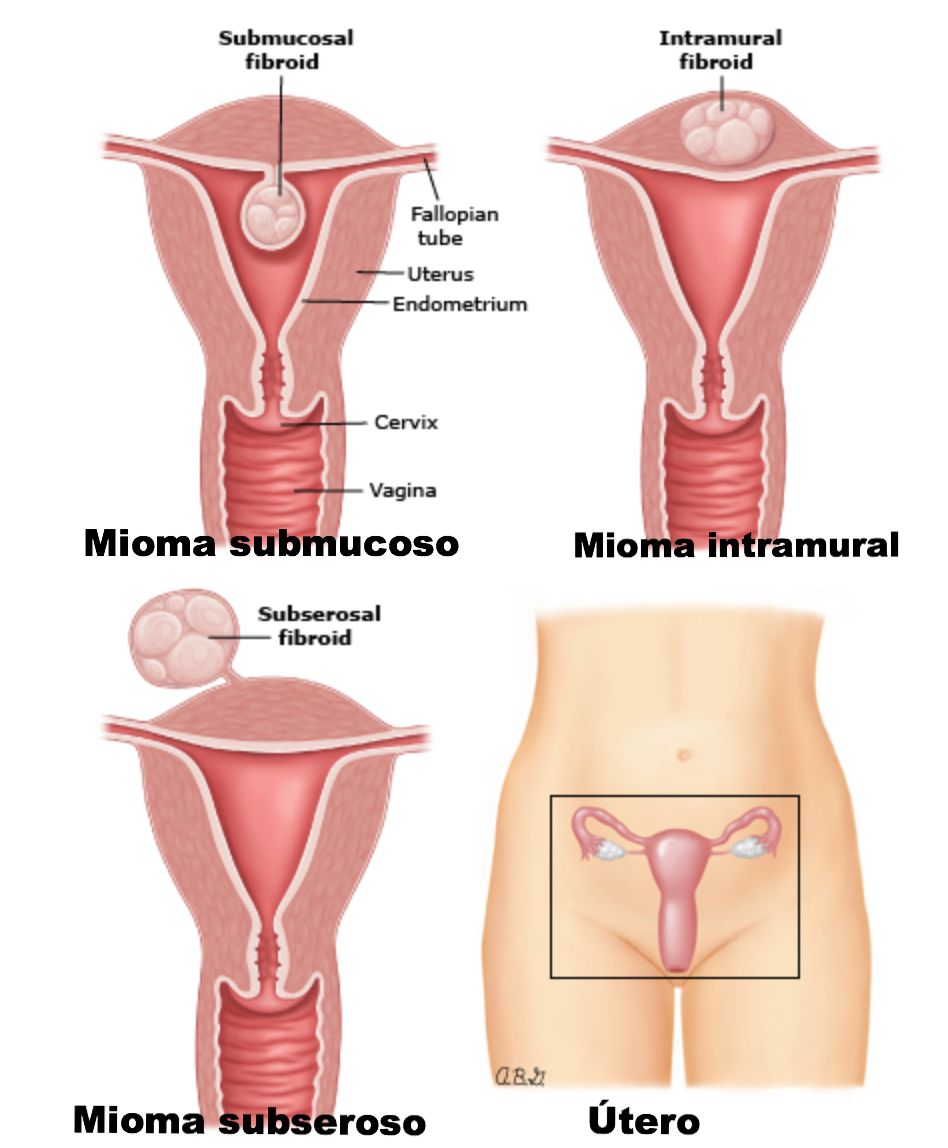 Submucosal
fibroid
Fallopian
tube
Uterus
Endometrium
Cervix
Vagina
Mioma submucoso
Intramural
fibroid
Mioma intramural
Subserosal
fibroid
Mioma subseroso
Útero